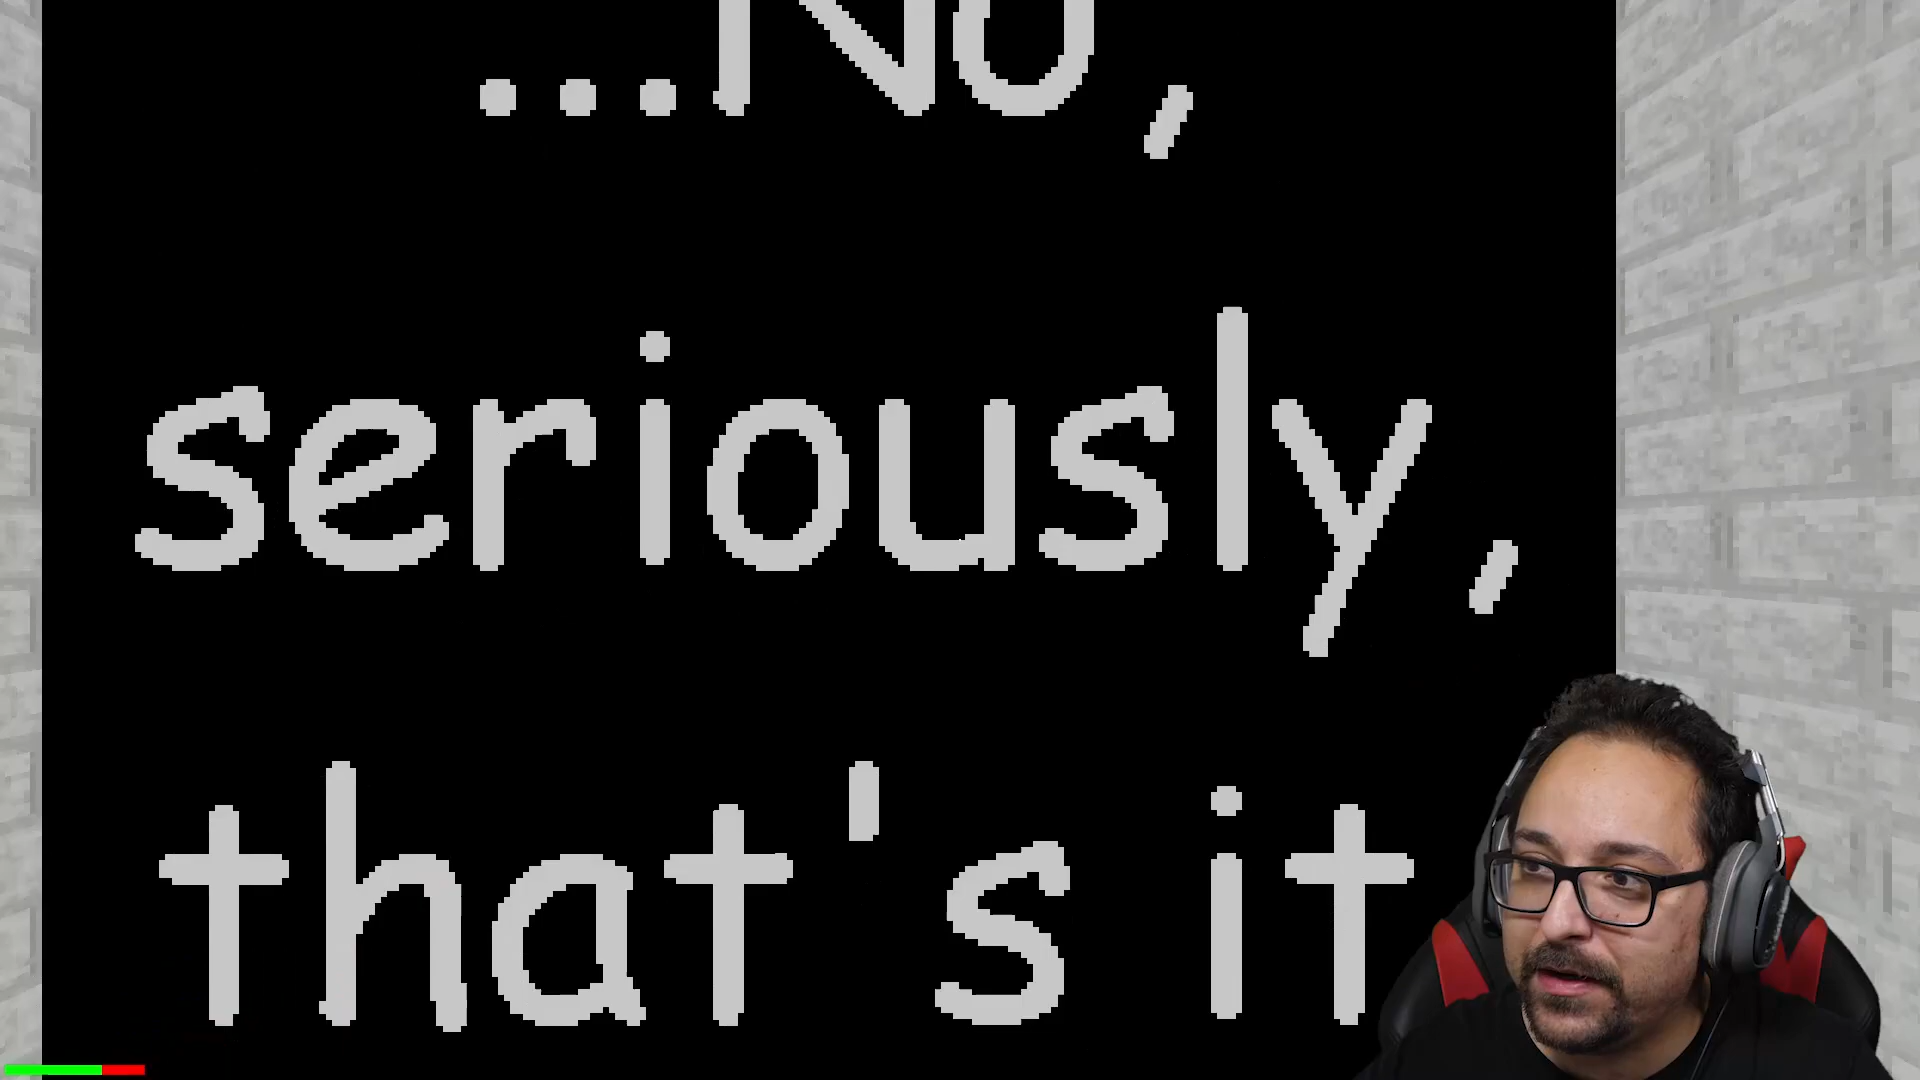 ...No,
seriously,
that's it